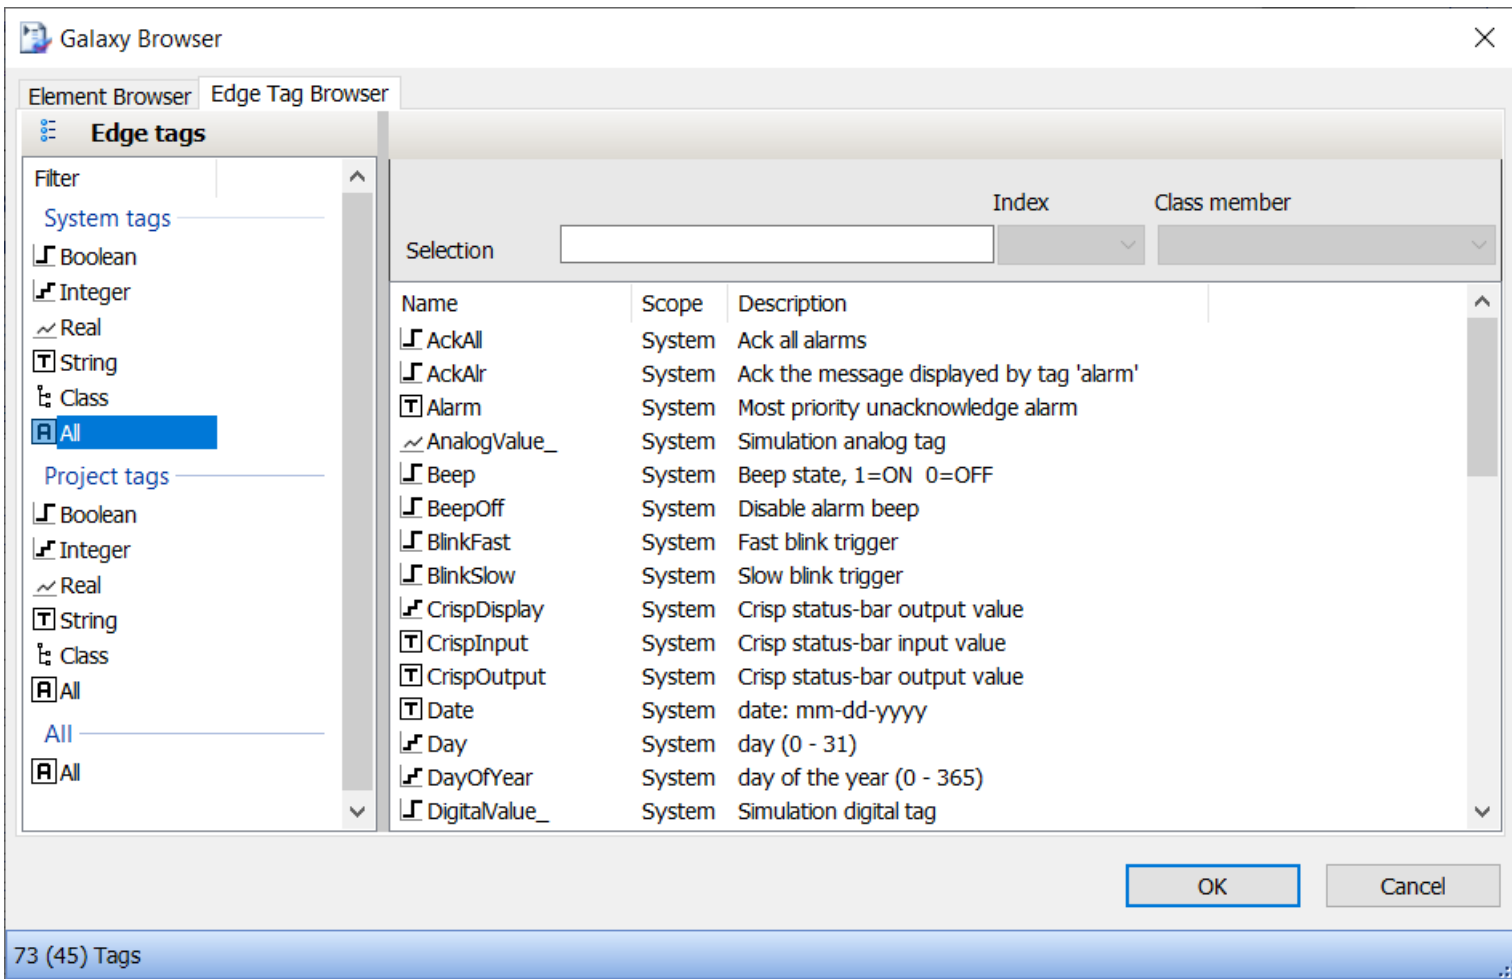 Galaxy Browser
Element Browser Edge Tag Browser
Edge tags
Filter
System tags
Boolean
Integer
Real
String
Class
All
Project tags
Boolean
Integer
Real
String
Class
All
All
All
Index Class member
Selection
Name Scope Description
AckAll System Ack all alarms
AckAlr System Ack the message displayed by tag 'alarm'
Alarm System Most priority unacknowledge alarm
AnalogValue_ System Simulation analog tag
Beep System Beep state, 1=ON 0=OFF
BeepOff System Disable alarm beep
BlinkFast System Fast blink trigger
BlinkSlow System Slow blink trigger
CrispDisplay System Crisp status-bar output value
CrispInput System Crisp status-bar input value
CrispOutput System Crisp status-bar output value
Date System date: mm-dd-yyyy
Day System day (0 - 31)
DayOfYear System day of the year (0 - 365)
DigitalValue_ System Simulation digital tag
OK Cancel
73 (45) Tags